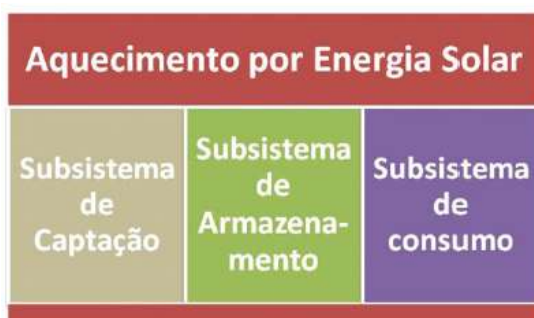 Aquecimento por Energia Solar
Subsistema
de
Captação
Subsistema
de
Armazena-
mento
Subsistema
de
consumo